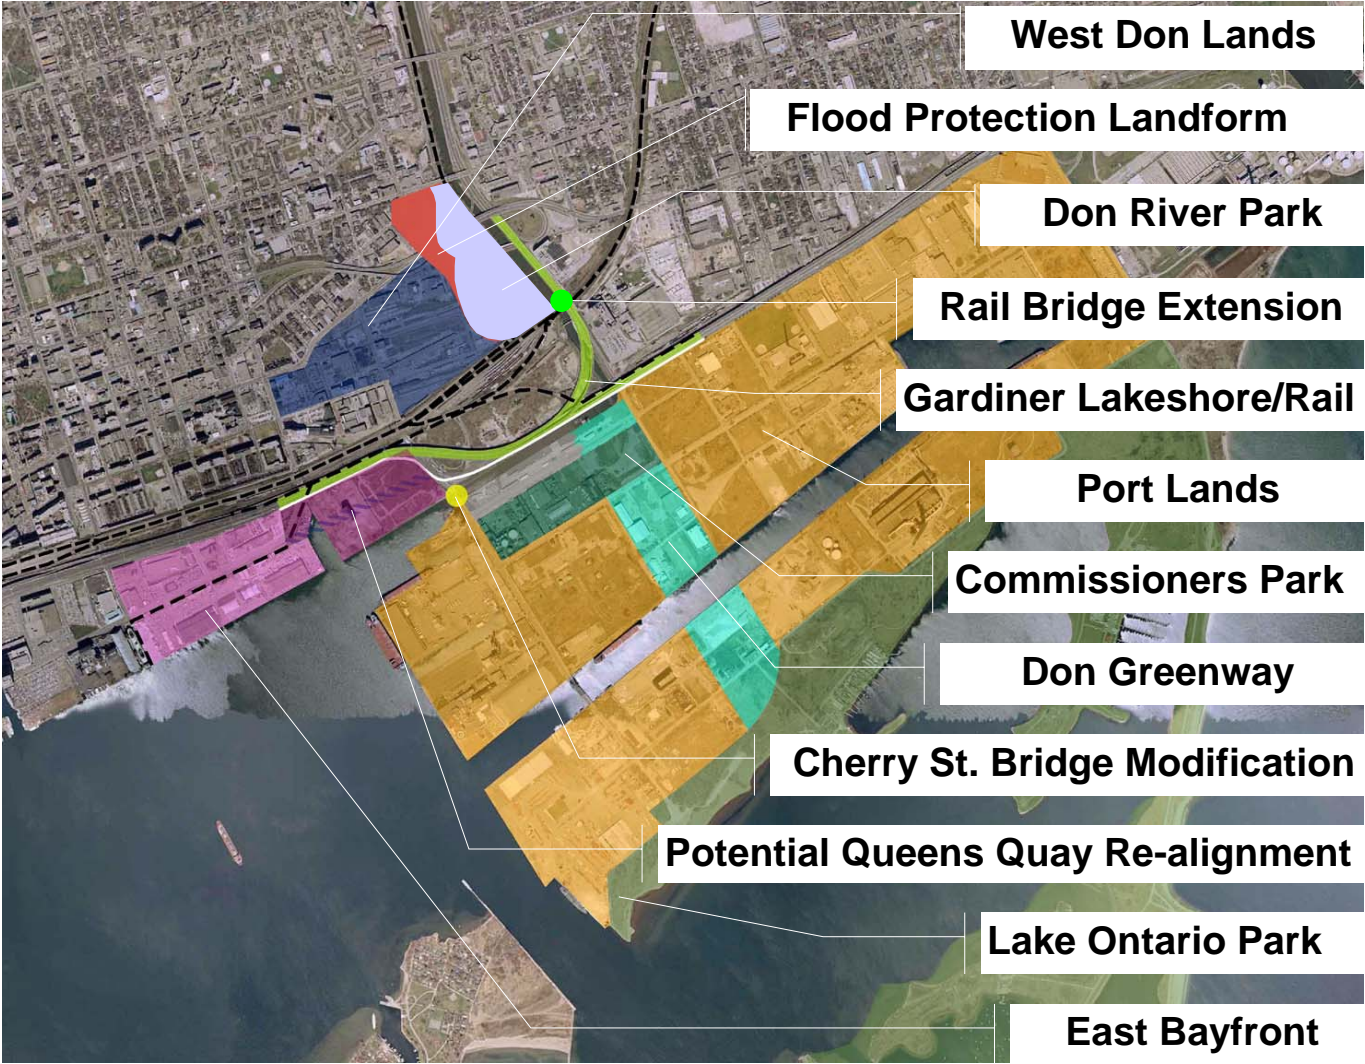 West Don Lands
Flood Protection Landform
Don River Park
Rail Bridge Extension
Gardiner Lakeshore/Rail
Port Lands
Commissioners Park
Don Greenway
Cherry St. Bridge Modification
Potential Queens Quay Re-alignment
Lake Ontario Park
East Bayfront